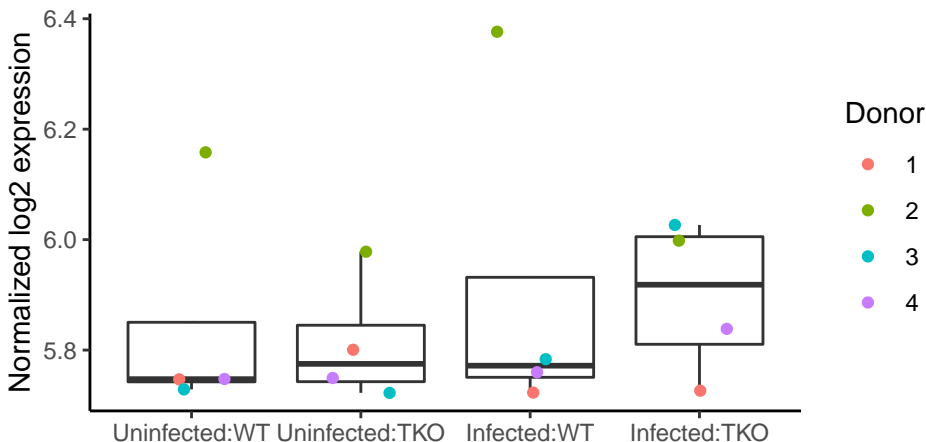 Normalized log2 expression
6.4
6.2
6.0
5.8
Uninfected:WT
Uninfected:TKO
Infected:WT
Infected:TKO
Donor
1
2
3
4